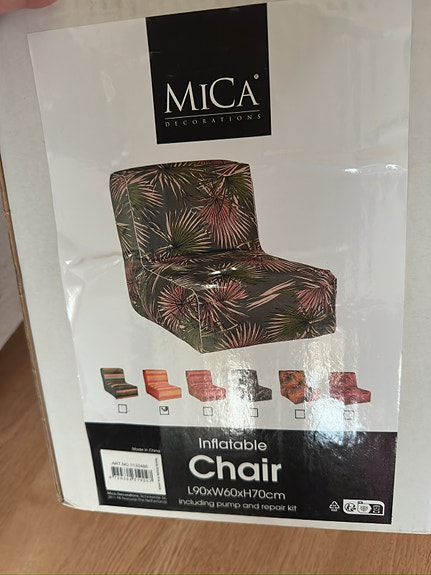 MiCA®
DECORATIONS
Inflatable
Chair
L90xW60xH70cm
including pump and repair kit
Made in China